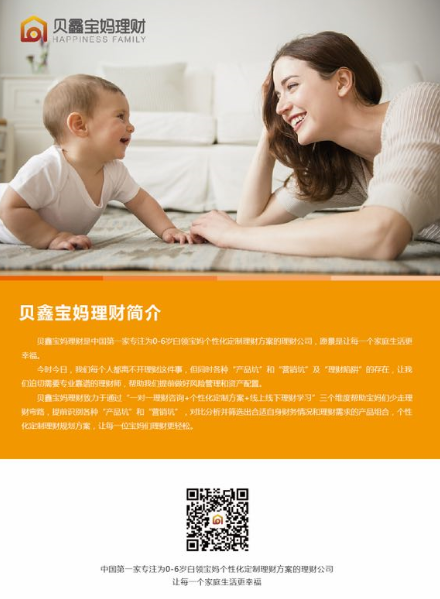 贝鑫宝妈理财
HAPPINESS FAMILY
贝鑫宝妈理财简介
贝鑫宝妈理财是中国第一家专注为0-6岁白领宝妈个性化定制理财方案的理财公司，愿景是让每一个家庭生活更
幸福。
今时今日，我们每个人都离不开理财这件事，但同时各种“产品坑”和“营销坑”及“理财陷阱”的存在，让我
们迫切需要专业靠谱的理财师，帮助我们提前做好风险管理和资产配置。
贝鑫宝妈理财致力于通过“一对一理财咨询+个性化定制方案+线上线下理财学习”三个维度帮助宝妈们少走理
财弯路，提前识别各种“产品坑”和“营销坑”，对比分析并筛选出合适自身财务情况和理财需求的产品组合，个性
化定制理财规划方案，让每一位宝妈们理财更轻松。
中国第一家专注为0-6岁白领宝妈个性化定制理财方案的理财公司
让每一个家庭生活更幸福